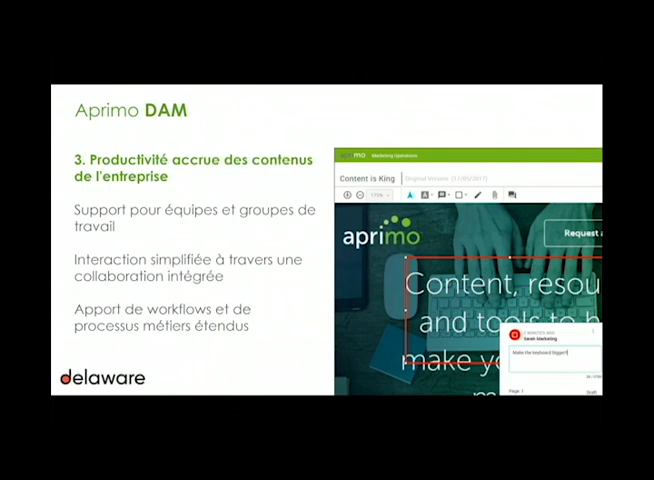 Aprimo DAM
3. Productivité accrue des contenus
de l'entreprise
Support pour équipes et groupes de
travail
Interaction simplifiée à travers une
collaboration intégrée
Apport de workflows et de
processus métiers étendus
delaware
aprimo Marketing Operations
Content is King Original Version (17/05/2017)
aprimo
Request a
Content, resou
and tools to h
make yo
Sarah Marketing
Make the keyboard bigger!
Page: 1 Draft